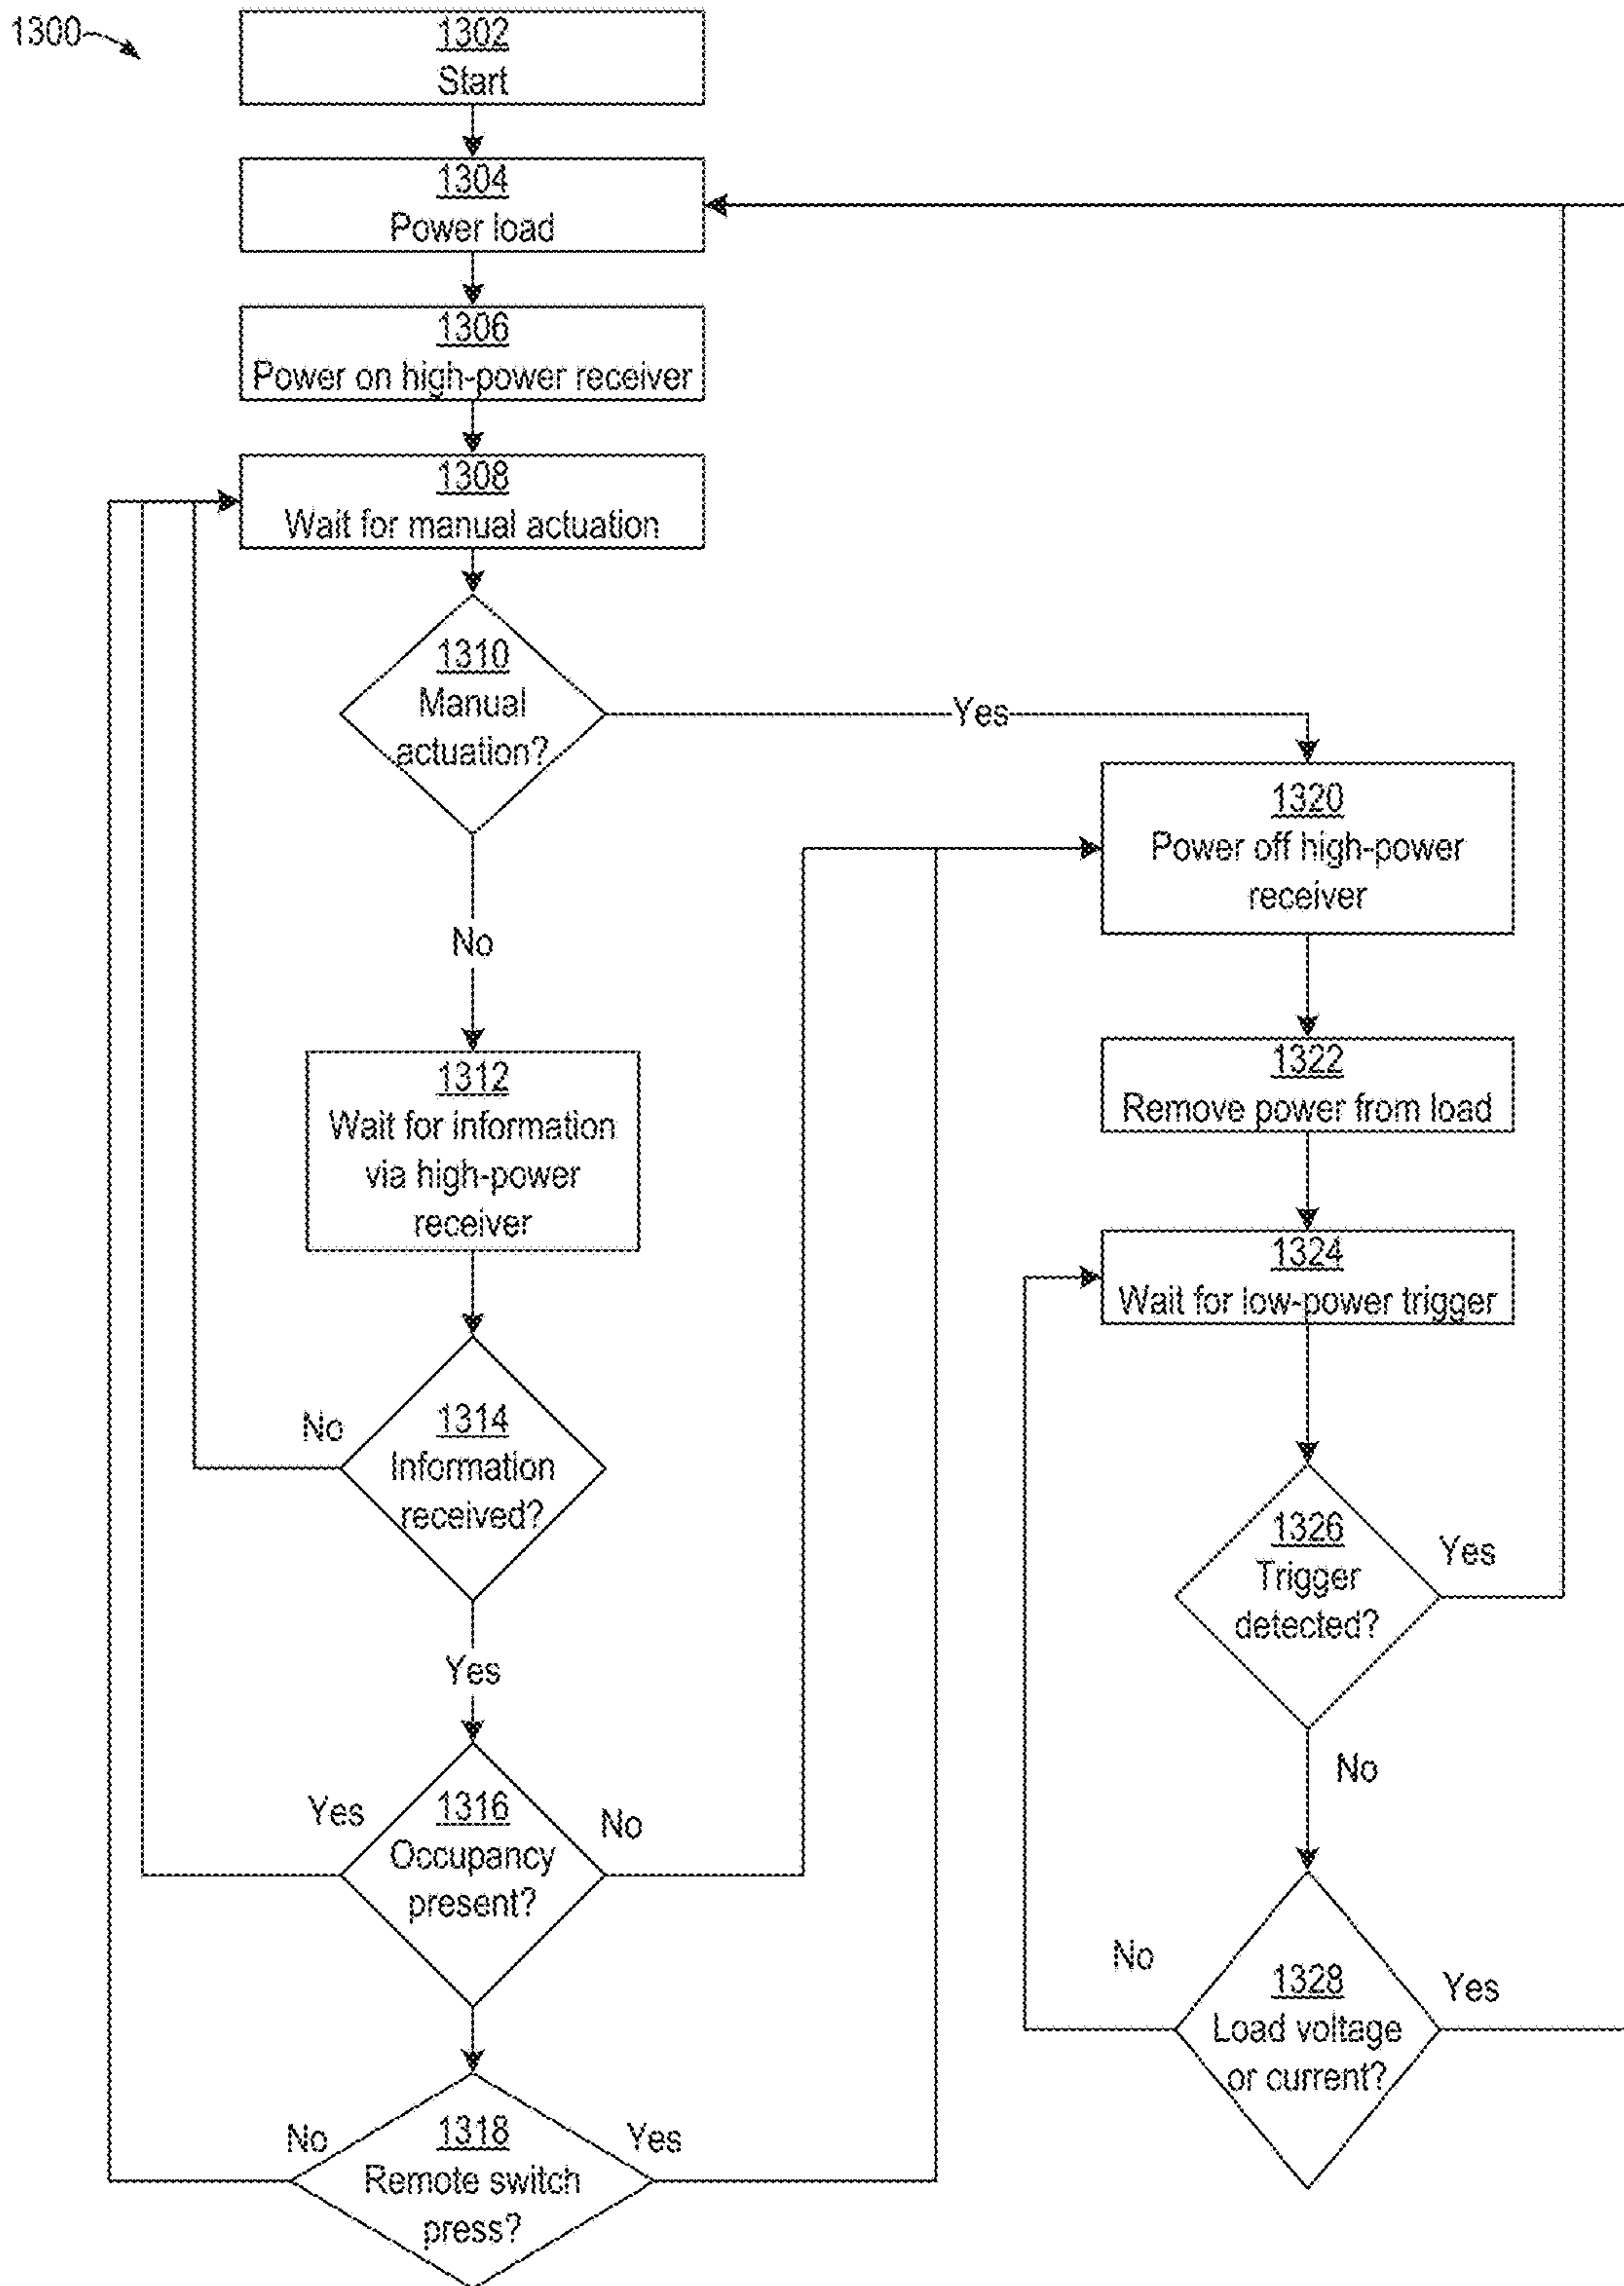 1300
1302
Start
1304
Power load
1306
Power on high-power receiver
1308
Wait for manual actuation
1310
Manual
actuation?
Yes
No
1312
Wait for information
via high-power
receiver
1314
Information
received?
No
Yes
1316
Occupancy
present?
Yes
No
1318
Remote switch
press?
No
Yes
1320
Power off high-power
receiver
1322
Remove power from load
1324
Wait for low-power trigger
1326
Trigger
detected?
Yes
No
1328
Load voltage
or current?
No
Yes